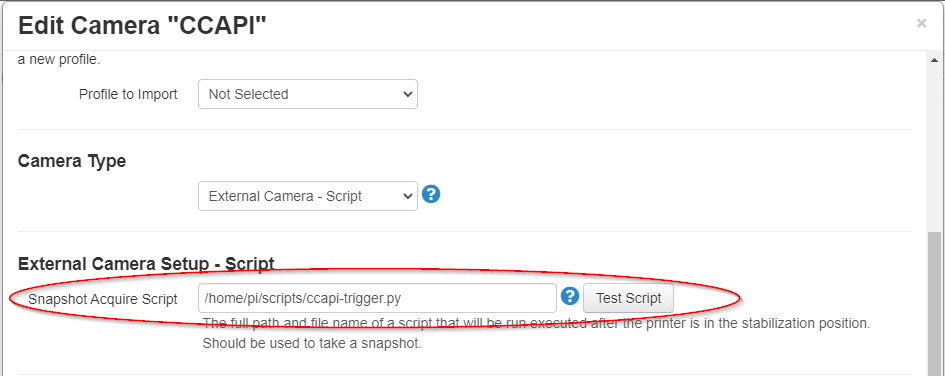 Edit Camera "CCAPI"
×
a new profile.
Profile to Import
Not Selected
Camera Type
External Camera - Script
?
External Camera Setup - Script
Snapshot Acquire Script
/home/pi/scripts/ccapi-trigger.py
?
Test Script
The full path and file name of a script that will be run executed after the printer is in the stabilization position.
Should be used to take a snapshot.